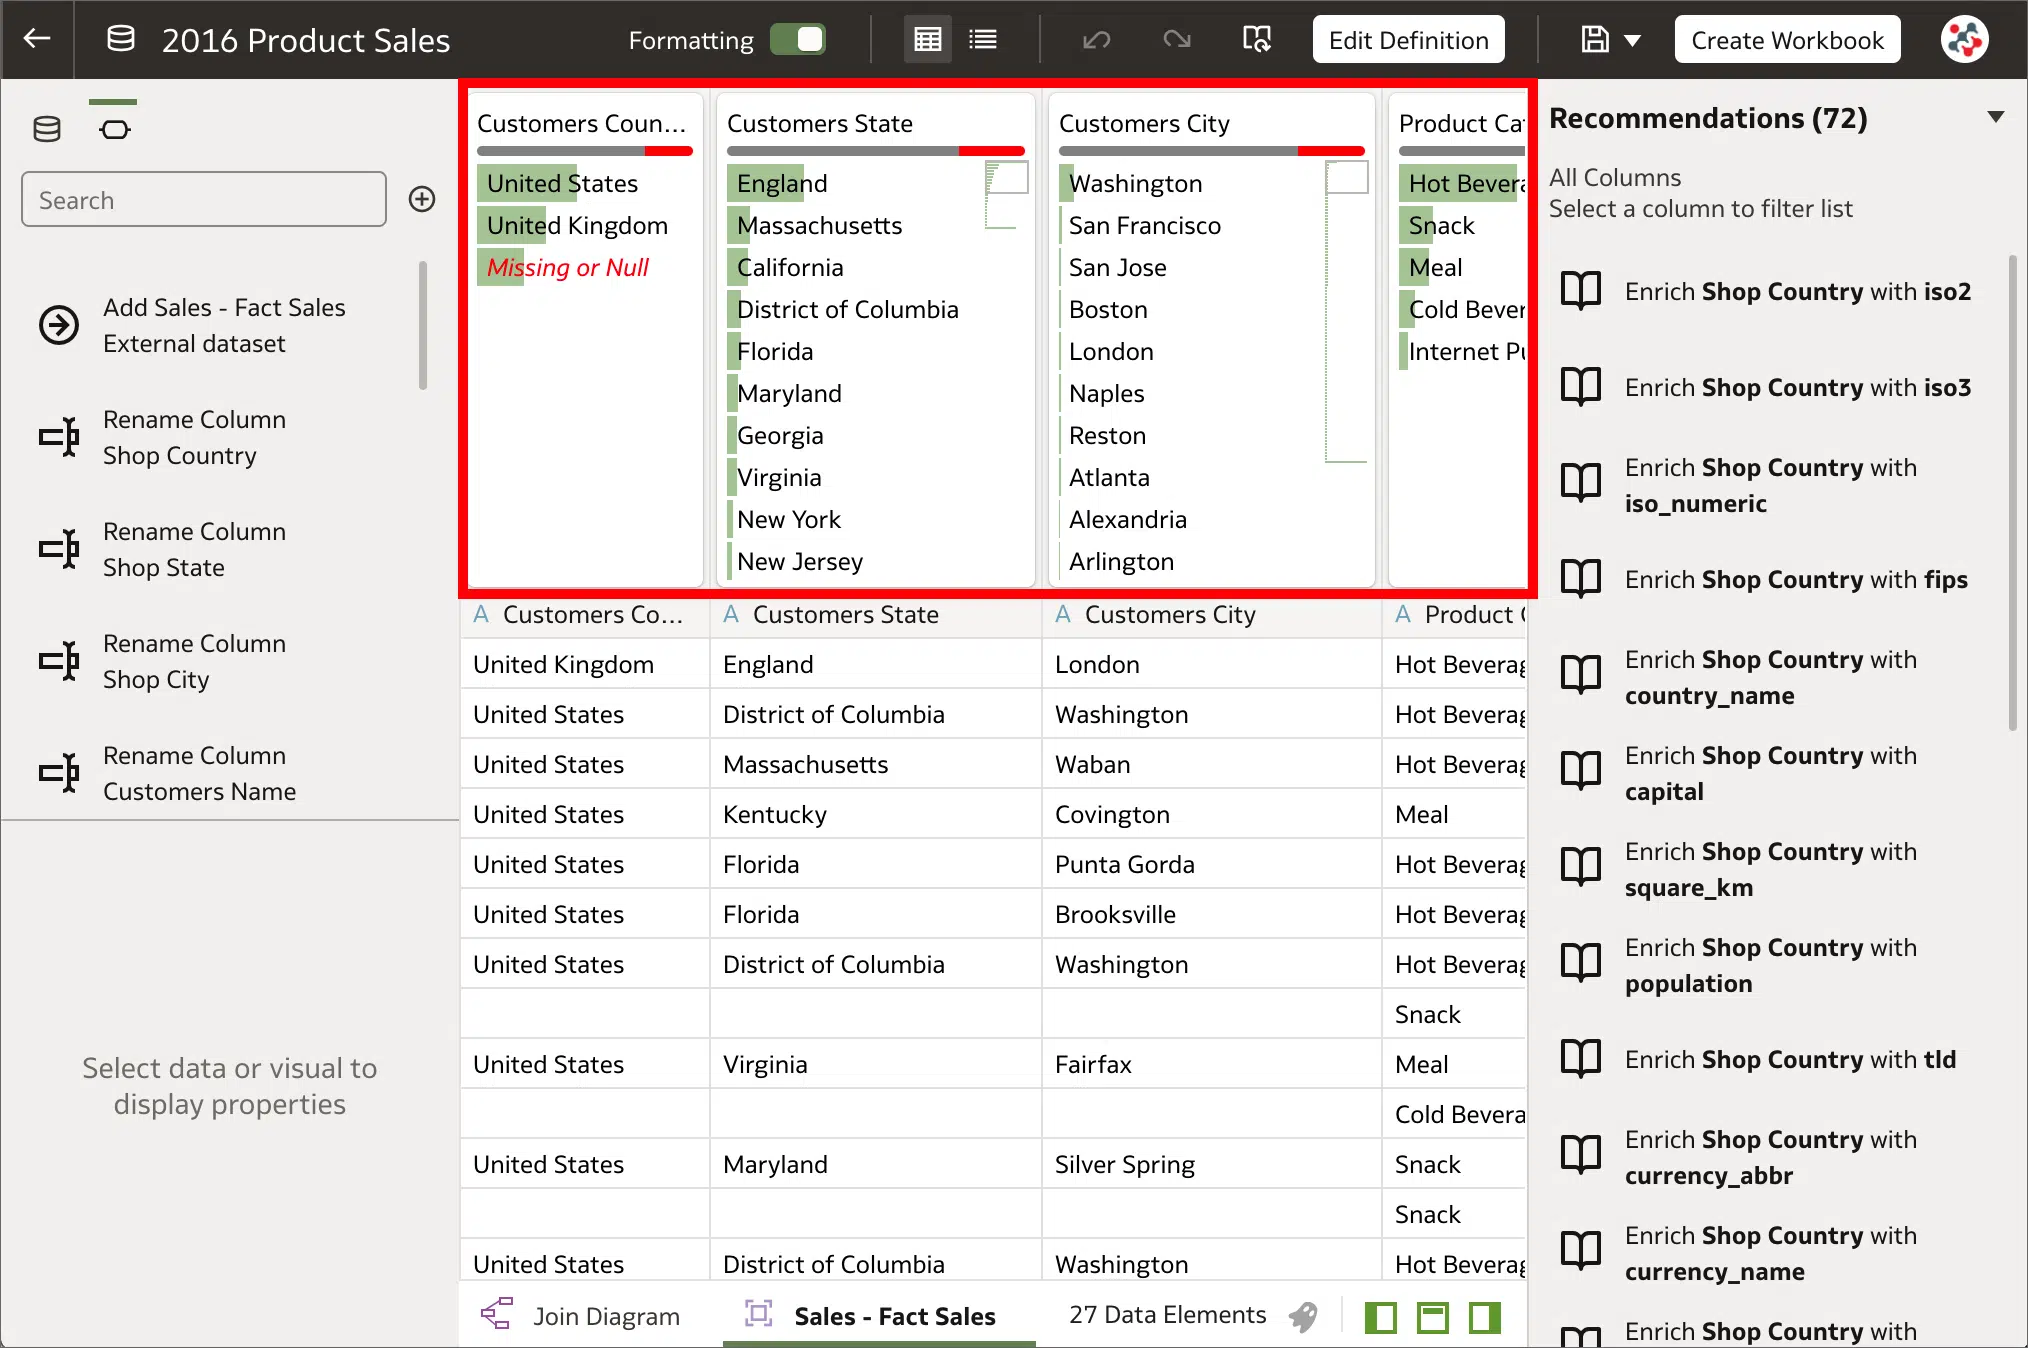 2016 Product Sales
Formatting
Edit Definition
Create Workbook
Search
Add Sales - Fact Sales
External dataset
Rename Column
Shop Country
Rename Column
Shop State
Rename Column
Shop City
Rename Column
Customers Name
Select data or visual to
display properties
Customers Coun...
United States
United Kingdom
Missing or Null
Customers State
England
Massachusetts
California
District of Columbia
Florida
Maryland
Georgia
Virginia
New York
New Jersey
Customers City
Washington
San Francisco
San Jose
Boston
London
Naples
Reston
Atlanta
Alexandria
Arlington
Product Ca
Hot Bevera
Snack
Meal
Cold Bever
Internet Pu
A Customers Co... A Customers State A Customers City A Product
United Kingdom England London Hot Beverag
United States District of Columbia Washington Hot Beverag
United States Massachusetts Waban Hot Beverag
United States Kentucky Covington Meal
United States Florida Punta Gorda Hot Beverag
United States Florida Brooksville Hot Beverag
United States District of Columbia Washington Hot Beverag
Snack
United States Virginia Fairfax Meal
Cold Bevera
United States Maryland Silver Spring Snack
Snack
United States District of Columbia Washington Hot Beverag
Join Diagram
Sales - Fact Sales
27 Data Elements
Recommendations (72)
All Columns
Select a column to filter list
Enrich Shop Country with iso2
Enrich Shop Country with iso3
Enrich Shop Country with
iso_numeric
Enrich Shop Country with fips
Enrich Shop Country with
country_name
Enrich Shop Country with
capital
Enrich Shop Country with
square_km
Enrich Shop Country with
population
Enrich Shop Country with tld
Enrich Shop Country with
currency_abbr
Enrich Shop Country with
currency_name
Enrich Shop Country with